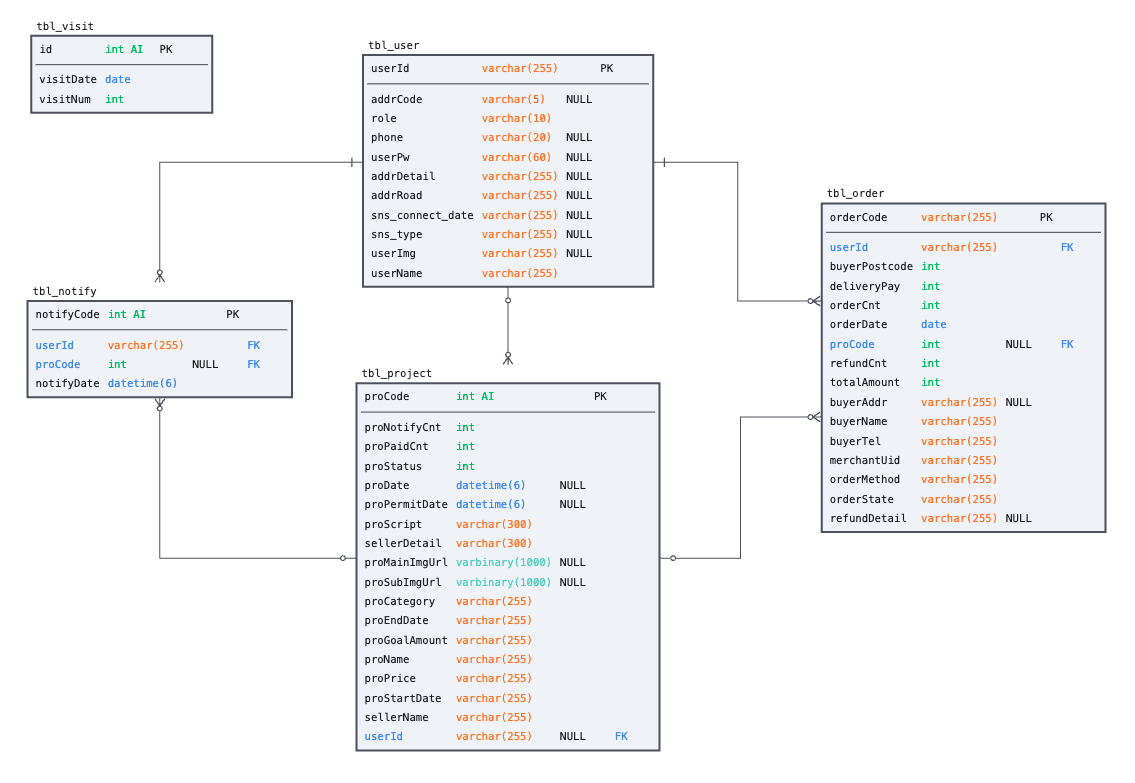 tbl_visit
id int AI PK
visitDate date
visitNum int
tbl_user
userId varchar(255) PK
addrCode varchar(5) NULL
role varchar(10)
phone varchar(20) NULL
userPw varchar(60) NULL
addrDetail varchar(255) NULL
addrRoad varchar(255) NULL
sns_connect_date varchar(255) NULL
sns_type varchar(255) NULL
userImg varchar(255) NULL
userName varchar(255)
tbl_order
orderCode varchar(255) PK
userId varchar(255) FK
buyerPostcode int
deliveryPay int
orderCnt int
orderDate date
proCode int NULL FK
refundCnt int
totalAmount int
buyerAddr varchar(255) NULL
buyerName varchar(255)
buyerTel varchar(255)
merchantUid varchar(255)
orderMethod varchar(255)
orderState varchar(255)
refundDetail varchar(255) NULL
tbl_notify
notifyCode int AI PK
userId varchar(255) FK
proCode int NULL FK
notifyDate datetime(6)
tbl_project
proCode int AI PK
proNotifyCnt int
proPaidCnt int
proStatus int
proDate datetime(6) NULL
proPermitDate datetime(6) NULL
proScript varchar(300)
sellerDetail varchar(300)
proMainImgUrl varbinary(1000) NULL
proSubImgUrl varbinary(1000) NULL
proCategory varchar(255)
proEndDate varchar(255)
proGoalAmount varchar(255)
proName varchar(255)
proPrice varchar(255)
proStartDate varchar(255)
sellerName varchar(255)
userId varchar(255) NULL FK